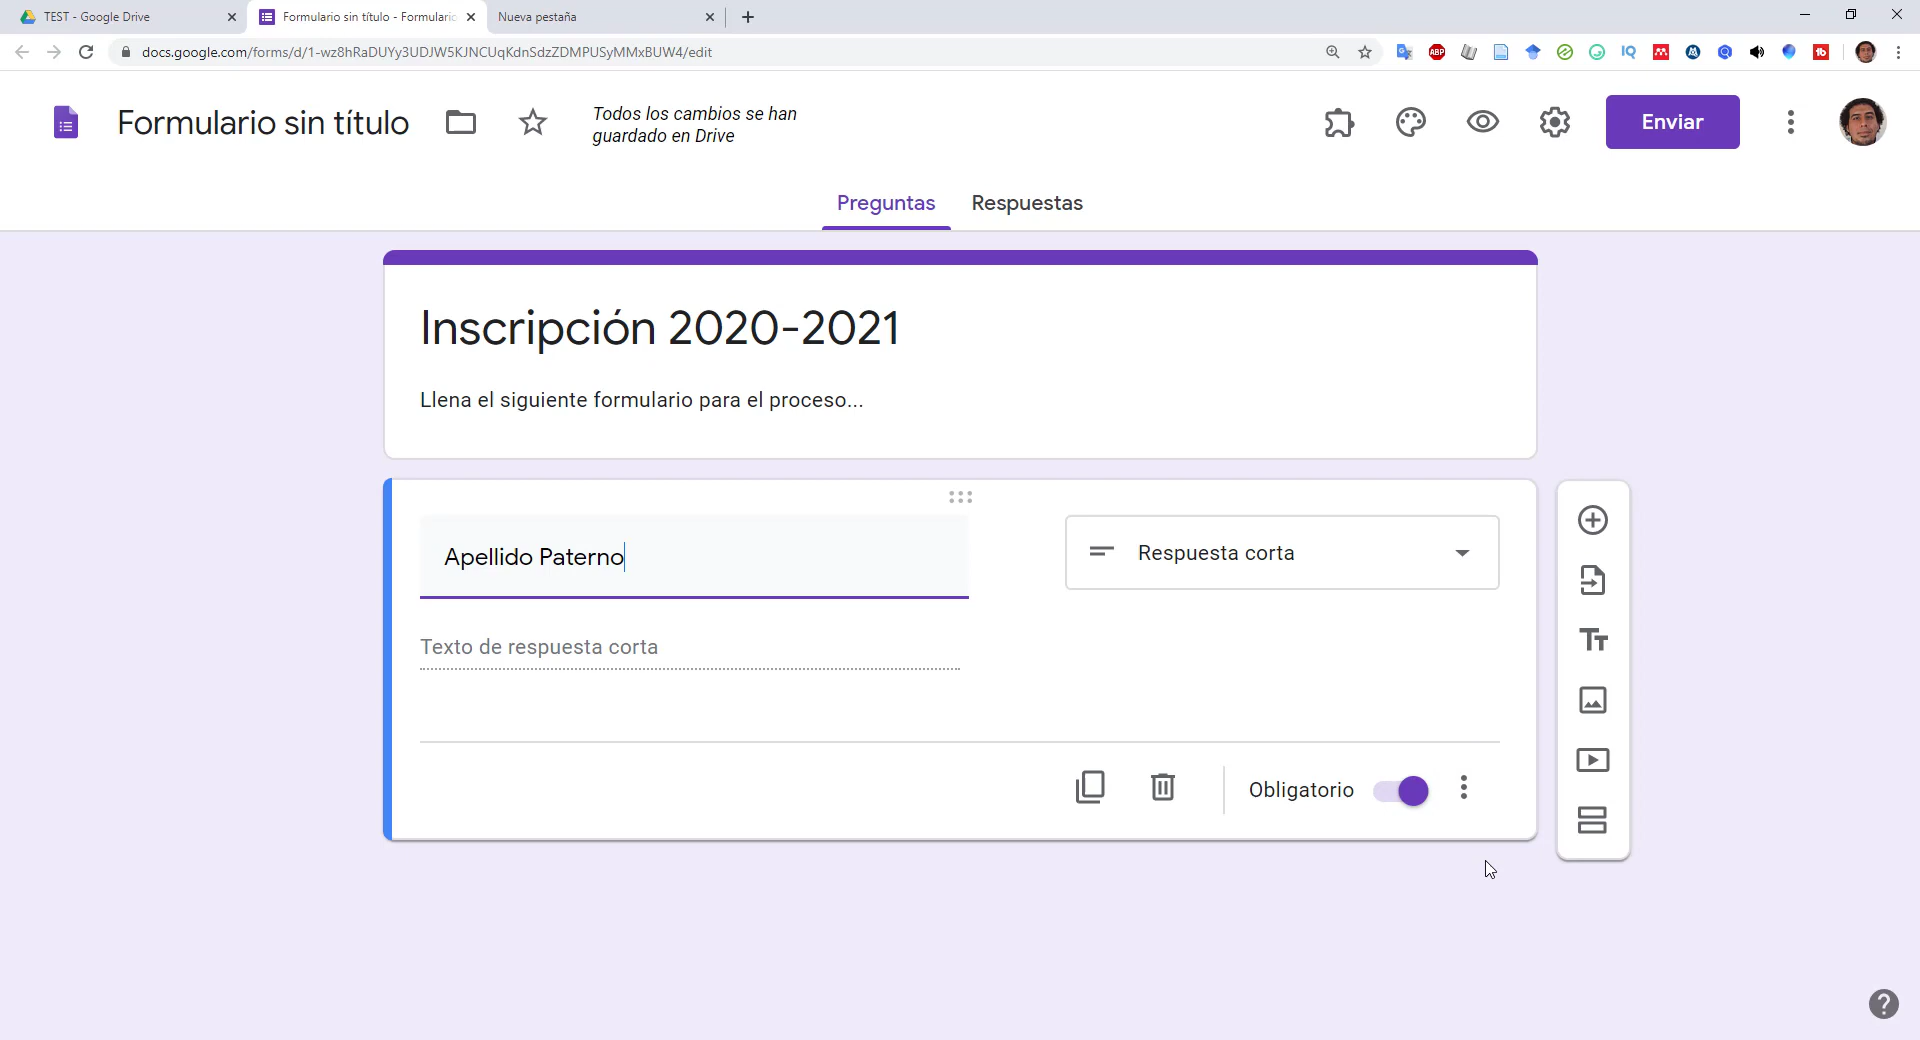 TEST - Google Drive
Formulario sin título - Formulario
Nueva pestaña
docs.google.com/forms/d/1-wz8hRaDUYy3UDJW5KJNCUqKdnSdzZDMPUSyMMxBUW4/edit
ABP
IQ
Formulario sin título
Todos los cambios se han
guardado en Drive
Enviar
Preguntas
Respuestas
Inscripción 2020-2021
Llena el siguiente formulario para el proceso...
Apellido Paterno
Respuesta corta
Texto de respuesta corta
Obligatorio